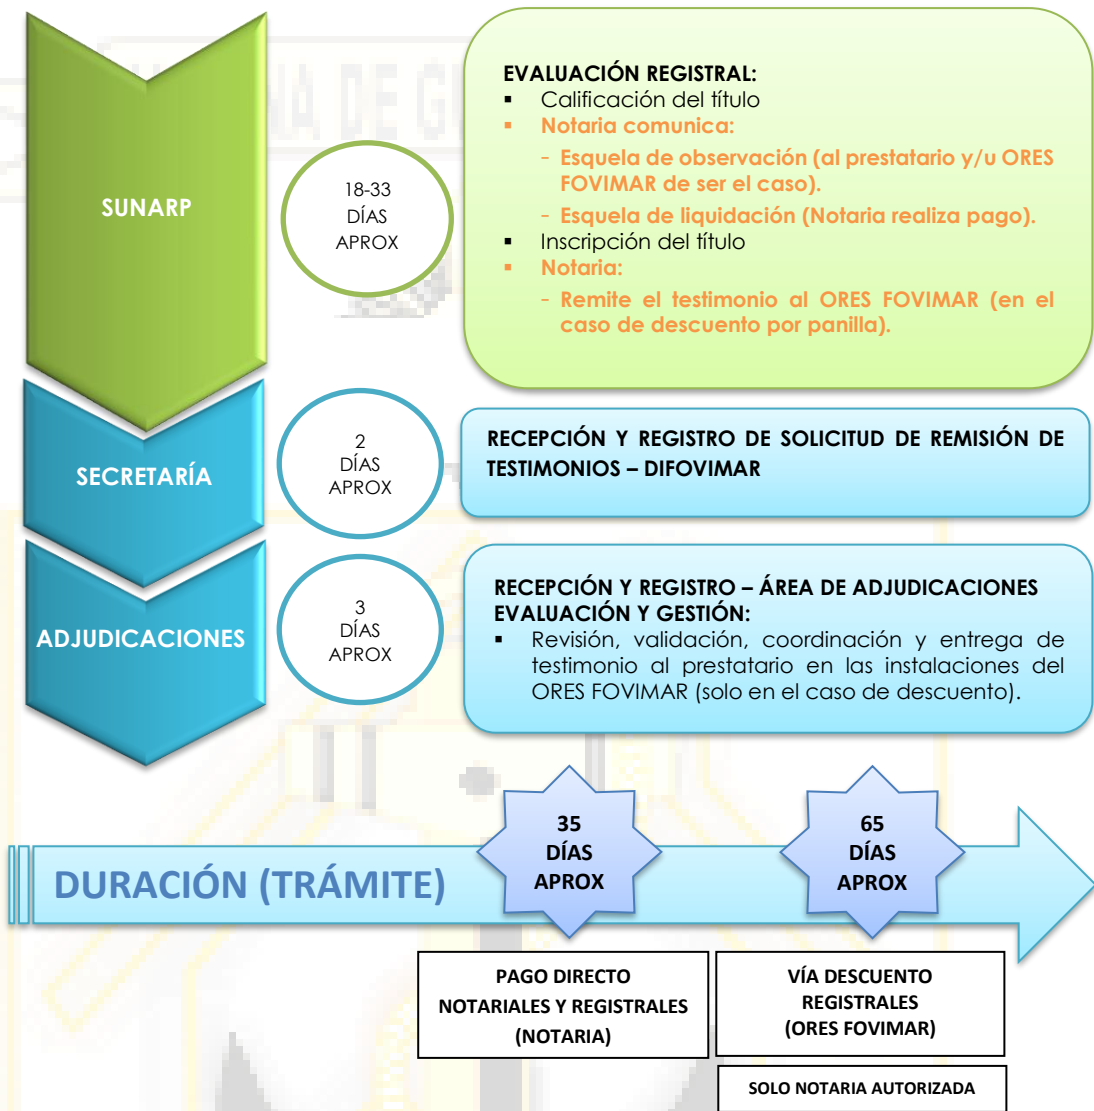 SUNARP
18-33
DÍAS
APROX
EVALUACIÓN REGISTRAL:
▪ Calificación del título
▪ Notaria comunica:
- Esquela de observación (al prestatario y/u ORES
FOVIMAR de ser el caso).
- Esquela de liquidación (Notaria realiza pago).
▪ Inscripción del título
▪ Notaria:
- Remite el testimonio al ORES FOVIMAR (en el
caso de descuento por panilla).
SECRETARÍA
2
DÍAS
APROX
RECEPCIÓN Y REGISTRO DE SOLICITUD DE REMISIÓN DE
TESTIMONIOS – DIFOVIMAR
ADJUDICACIONES
3
DÍAS
APROX
RECEPCIÓN Y REGISTRO – ÁREA DE ADJUDICACIONES
EVALUACIÓN Y GESTIÓN:
▪ Revisión, validación, coordinación y entrega de
testimonio al prestatario en las instalaciones del
ORES FOVIMAR (solo en el caso de descuento).
DURACIÓN (TRÁMITE)
35
DÍAS
APROX
65
DÍAS
APROX
PAGO DIRECTO
NOTARIALES Y REGISTRALES
(NOTARIA)
VÍA DESCUENTO
REGISTRALES
(ORES FOVIMAR)
SOLO NOTARIA AUTORIZADA